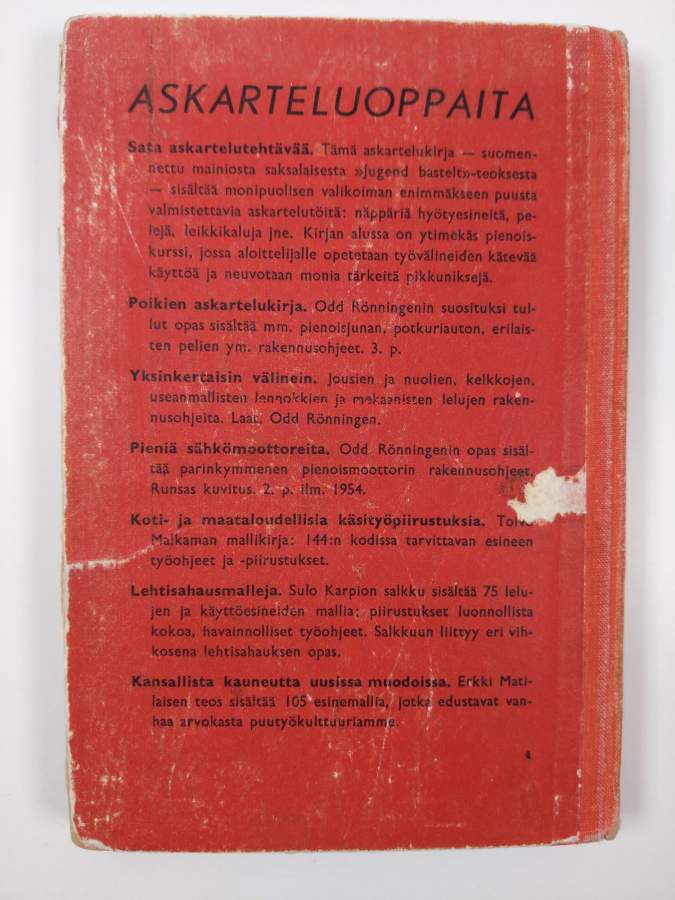 ASKARTELUOPPAITA
Sata askartelutehtävää. Tämä askartelukirja — suomen-
nettu mainiosta saksalaisesta »Jugend bastelt»-teoksesta
— sisältää monipuolisen valikoiman enimmäkseen puusta
valmistettavia askartelutöitä: näppäriä hyötyesineitä, pe-
lejä, leikkikaluja jne. Kirjan alussa on ytimekäs pienois-
kurssi, jossa aloittelijalle opetetaan työvälineiden kätevää
käyttöä ja neuvotaan monia tärkeitä pikkuniksejä.
Poikien askartelukirja. Odd Rönningenin suosituksi tul-
lut opas sisältää mm. pienoisjunan, potkuriauton, erilais-
ten pelien ym. rakennusohjeet. 3. p.
Yksinkertaisin välinein. Jousien ja nuolien, kelkkojen,
useanmallisten lennokkien ja mekaanisten lelujen raken-
nusohjeita. Laat. Odd Rönningen.
Pieniä sähkömoottoreita. Odd Rönningenin opas sisäl-
tää parinkymmenen pienoismoottorin rakennusohjeet.
Runsas kuvitus. 2. p. ilm. 1954.
Koti- ja maataloudellisia käsityöpiirustuksia. Toivo
Malkaman mallikirja: 144:n kodissa tarvittavan esineen
työohjeet ja -piirustukset.
Lehtisahausmalleja. Sulo Karpion salkku sisältää 75 lelu-
jen ja käyttöesineiden mallia; piirustukset luonnollista
kokoa, havainnolliset työohjeet. Salkkuun liittyy eri vih-
kosena lehtisahauksen opas.
Kansallista kauneutta uusissa muodoissa. Erkki Mati-
laisen teos sisältää 105 esinemallia, jotka edustavat van-
haa arvokasta puutyökulttuuriamme.
4